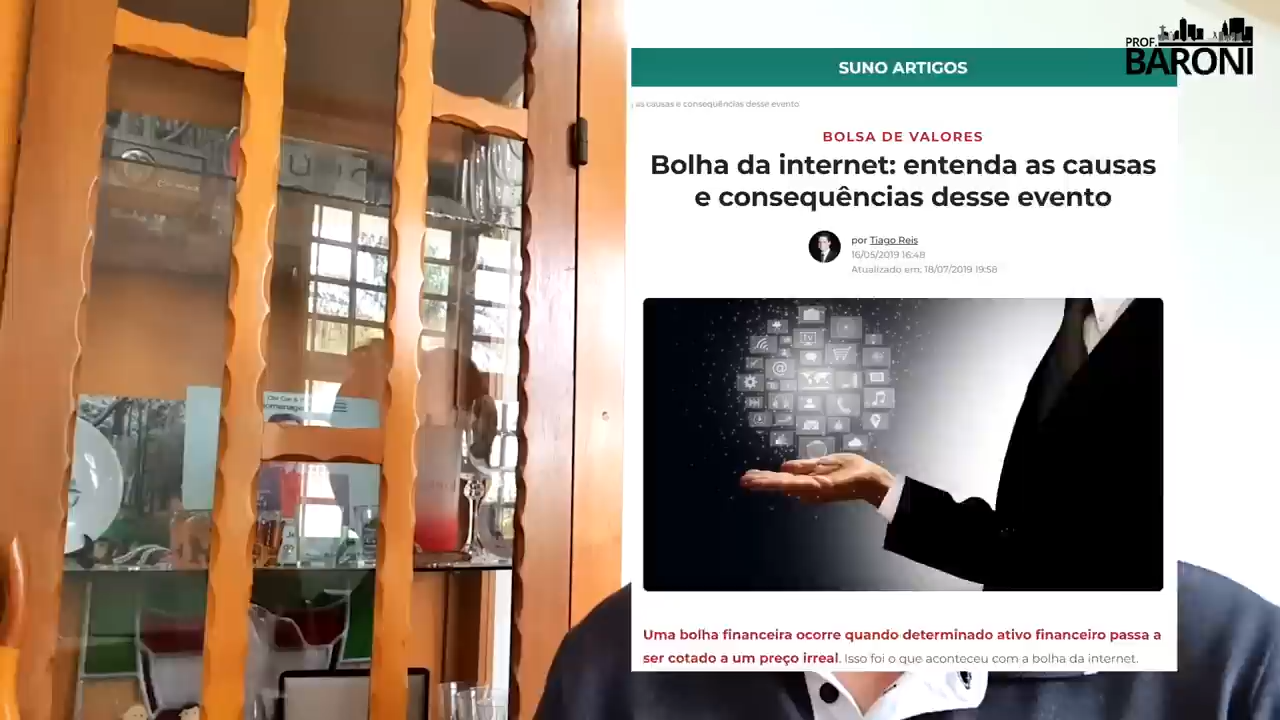 PROF.
BARONI
SUNO ARTIGOS
as causas e consequências desse evento
BOLSA DE VALORES
Bolha da internet: entenda as causas
e consequências desse evento
por Tiago Reis
16/05/2019 16:48
Atualizado em: 18/07/2019 19:58
Uma bolha financeira ocorre quando determinado ativo financeiro passa a
ser cotado a um preço irreal. Isso foi o que aconteceu com a bolha da internet.